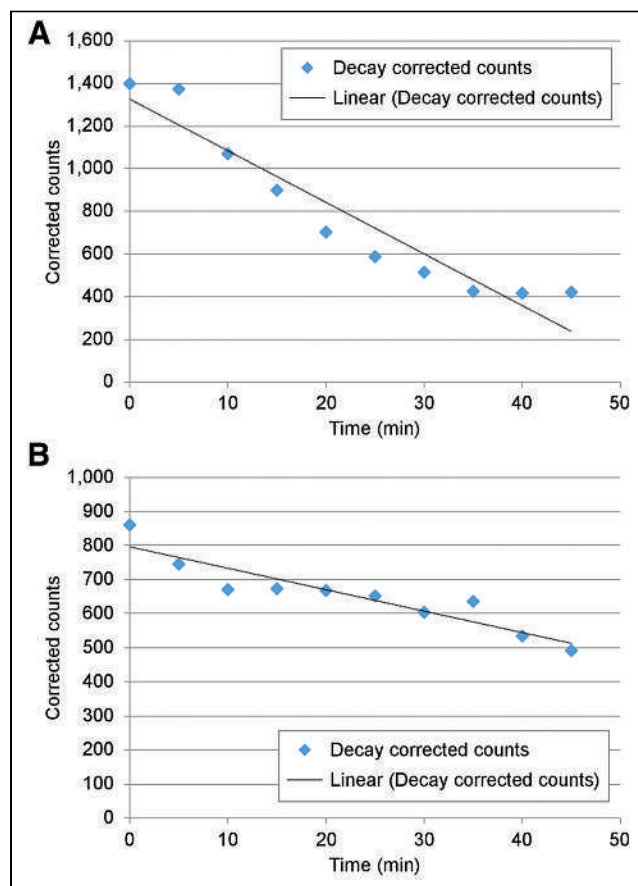 A
1,600
1,400
1,200
1,000
800
600
400
200
0
Corrected counts
Decay corrected counts
Linear (Decay corrected counts)
0 10 20 30 40 50
Time (min)
B
1,000
900
800
700
600
500
400
300
200
100
0
Corrected counts
Decay corrected counts
Linear (Decay corrected counts)
0 10 20 30 40 50
Time (min)